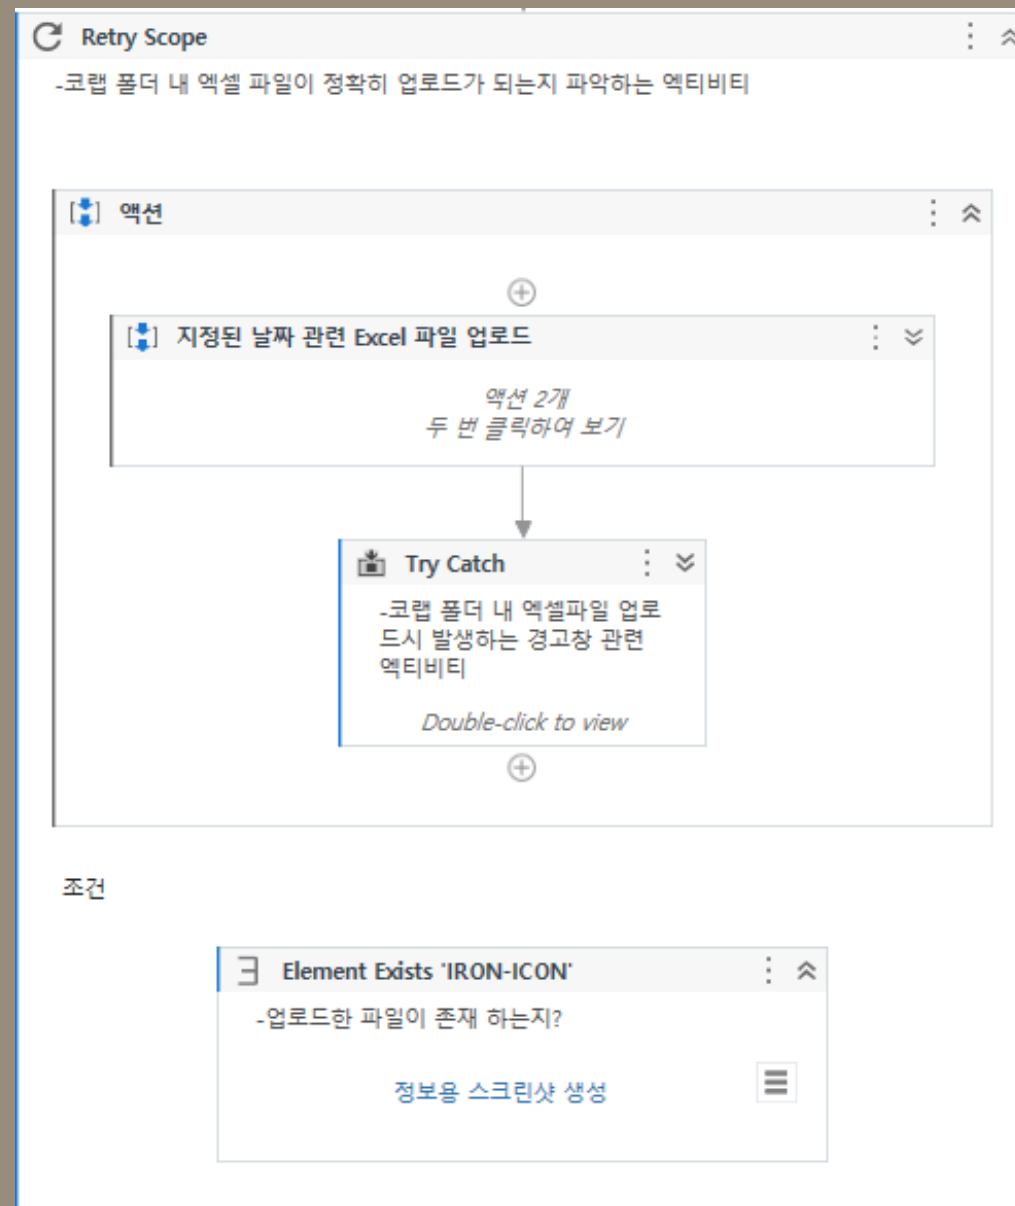 Retry Scope
-코랩 폴더 내 엑셀 파일이 정확히 업로드가 되는지 파악하는 엑티비티
액션
지정된 날짜 관련 Excel 파일 업로드
액션 2개
두 번 클릭하여 보기
Try Catch
-코랩 폴더 내 엑셀파일 업로
드시 발생하는 경고창 관련
엑티비티
Double-click to view
조건
Element Exists 'IRON-ICON'
-업로드한 파일이 존재 하는지?
정보용 스크린샷 생성